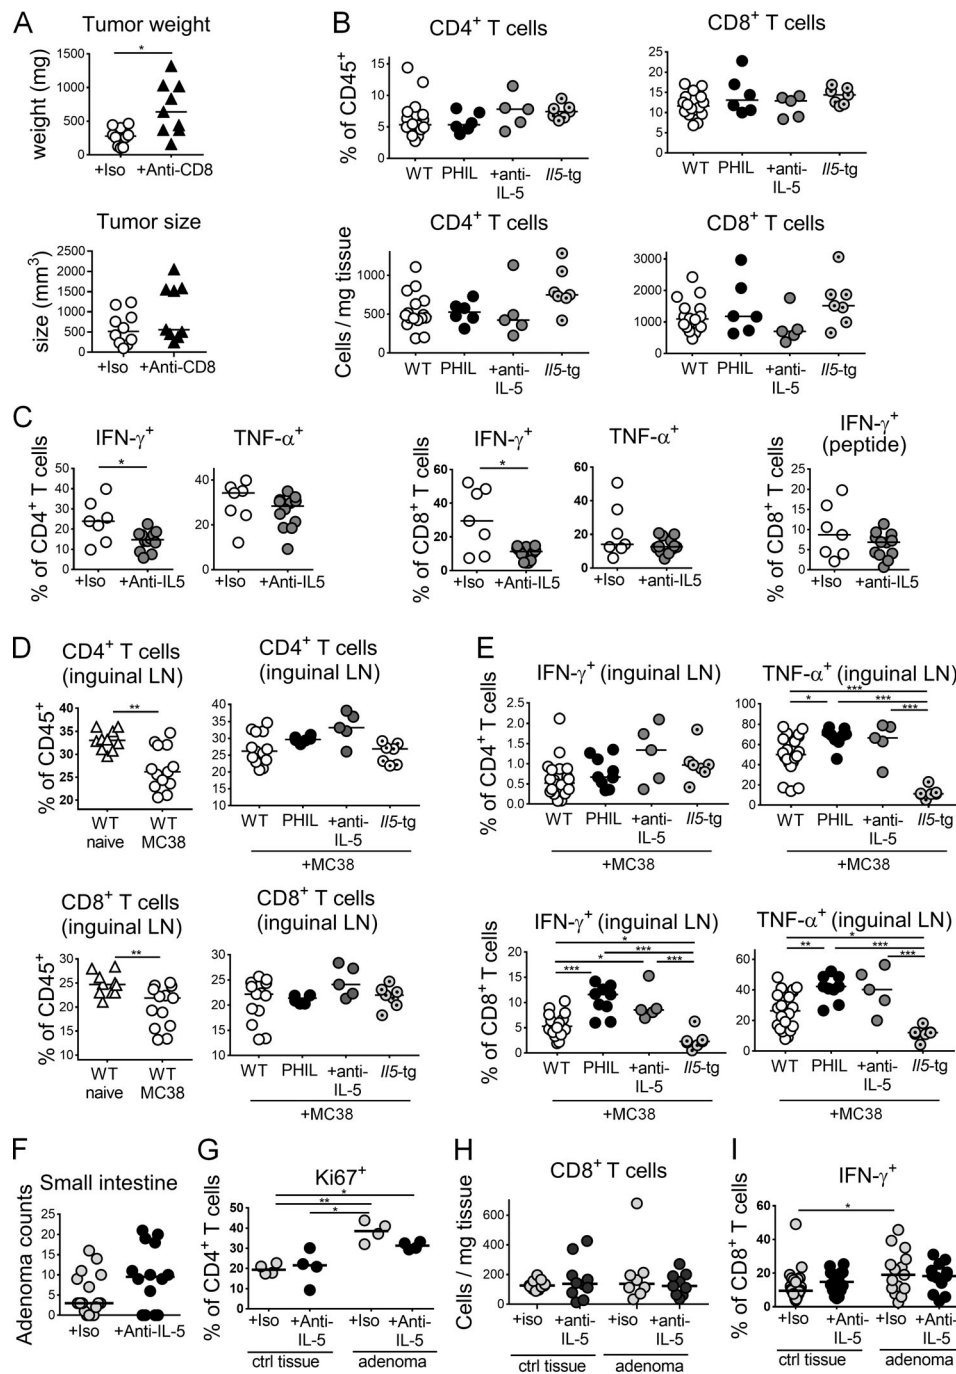 A
Tumor weight
*
weight (mg)
1500
1000
500
0
+Iso +Anti-CD8
Tumor size
size (mm³)
2500
2000
1500
1000
500
0
+Iso +Anti-CD8
B
CD4⁺ T cells
% of CD45⁺
15
10
5
0
WT PHIL +anti-IL-5 Il5-tg
CD8⁺ T cells
25
20
15
10
5
0
WT PHIL +anti-IL-5 Il5-tg
CD4⁺ T cells
Cells / mg tissue
1000
500
0
WT PHIL +anti-IL-5 Il5-tg
CD8⁺ T cells
3000
2000
1000
0
WT PHIL +anti-IL-5 Il5-tg
C
IFN-γ⁺
*
% of CD4⁺ T cells
50
40
30
20
10
0
+Iso +Anti-IL5
TNF-α⁺
40
20
0
+Iso +Anti-IL5
IFN-γ⁺
*
% of CD8⁺ T cells
60
40
20
0
+Iso +Anti-IL5
TNF-α⁺
60
40
20
0
+Iso +anti-IL5
IFN-γ⁺
(peptide)
% of CD8⁺ T cells
25
20
15
10
5
0
+Iso +anti-IL5
D
CD4⁺ T cells
(inguinal LN)
**
% of CD45⁺
40
35
30
25
20
WT naive WT MC38
CD4⁺ T cells
(inguinal LN)
40
30
20
WT PHIL +anti-IL-5 Il5-tg
+MC38
CD8⁺ T cells
(inguinal LN)
**
% of CD45⁺
30
20
10
WT naive WT MC38
CD8⁺ T cells
(inguinal LN)
30
25
20
15
10
WT PHIL +anti-IL-5 Il5-tg
+MC38
E
IFN-γ⁺ (inguinal LN)
% of CD4⁺ T cells
2.5
2.0
1.5
1.0
0.5
0.0
WT PHIL +anti-IL-5 Il5-tg
+MC38
TNF-α⁺ (inguinal LN)
***
* ***
***
100
80
60
40
20
0
WT PHIL +anti-IL-5 Il5-tg
+MC38
IFN-γ⁺ (inguinal LN)
*
***
*
*** ***
% of CD8⁺ T cells
20
15
10
5
0
WT PHIL +anti-IL-5 Il5-tg
+MC38
TNF-α⁺ (inguinal LN)
*
** ***
***
60
40
20
0
WT PHIL +anti-IL-5 Il5-tg
+MC38
F
Small intestine
Adenoma counts
25
20
15
10
5
0
+Iso +Anti-IL-5
G
Ki67⁺
*
**
*
% of CD4⁺ T cells
50
40
30
20
10
0
+Iso +Anti-IL-5 +Iso +Anti-IL-5
ctrl tissue adenoma
H
CD8⁺ T cells
Cells / mg tissue
800
600
400
200
0
+iso +anti-IL-5 +iso +anti-IL-5
ctrl tissue adenoma
I
IFN-γ⁺
*
% of CD8⁺ T cells
60
40
20
0
+Iso +Anti-IL-5 +Iso +Anti-IL-5
ctrl tissue adenoma